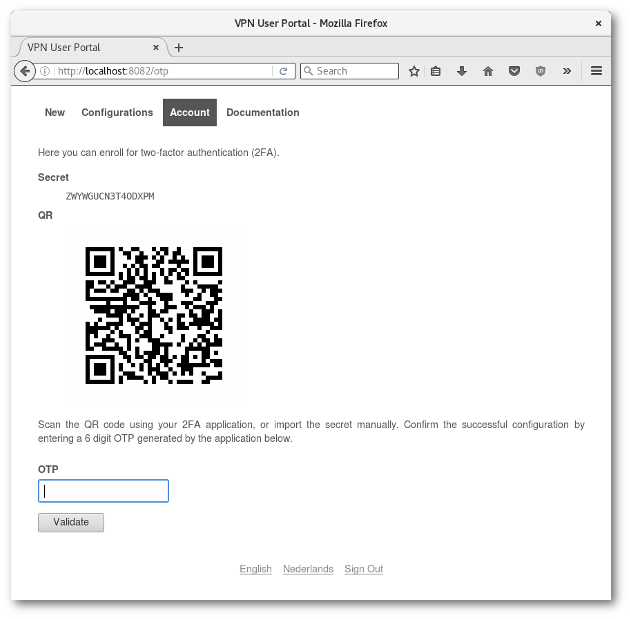 VPN User Portal - Mozilla Firefox
VPN User Portal
http://localhost:8082/otp
Search
New Configurations Account Documentation
Here you can enroll for two-factor authentication (2FA).
Secret
ZWYWGUCN3T4ODXPM
QR
Scan the QR code using your 2FA application, or import the secret manually. Confirm the successful configuration by
entering a 6 digit OTP generated by the application below.
OTP
Validate
English Nederlands Sign Out